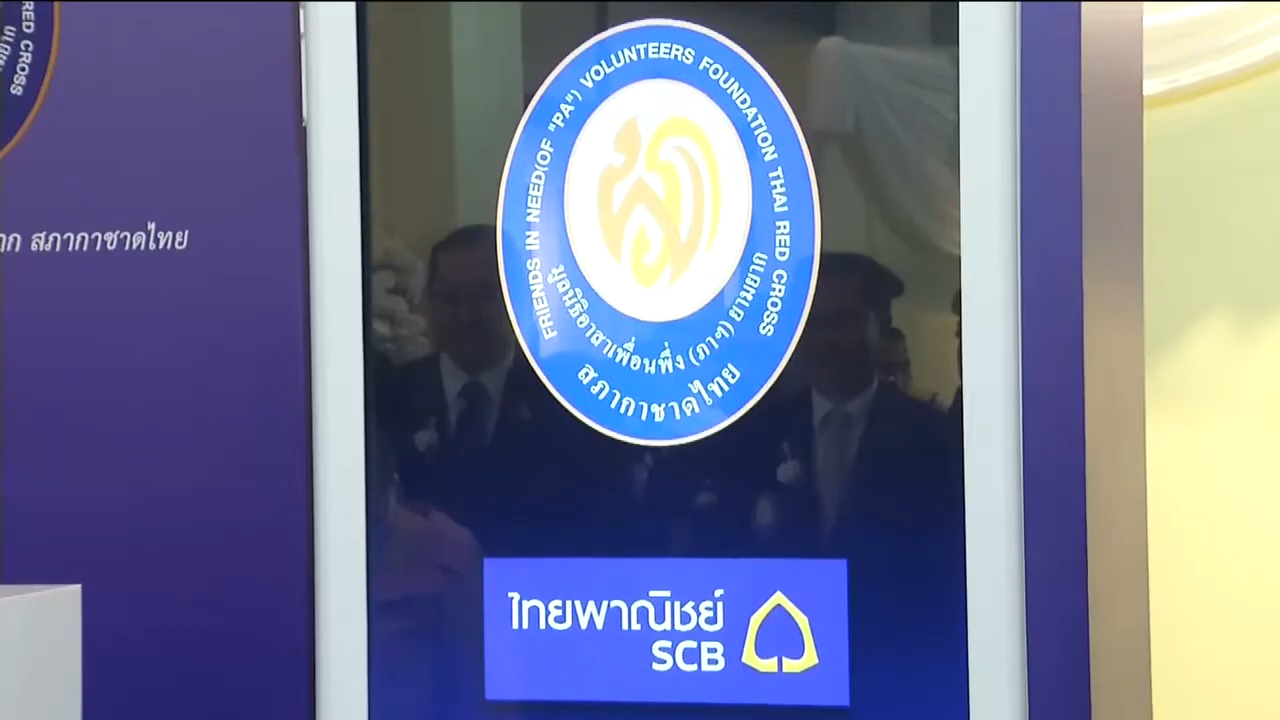 RED CROSS
าก สภากาชาดไทย
FRIENDS IN NEED(OF "PA") VOLUNTEERS FOUNDATION THAI RED CROSS
มูลนิธิอาสาเพื่อนพึ่ง (ภาฯ) ยามยาก
สภากาชาดไทย
ไทยพาณิชย์
SCB